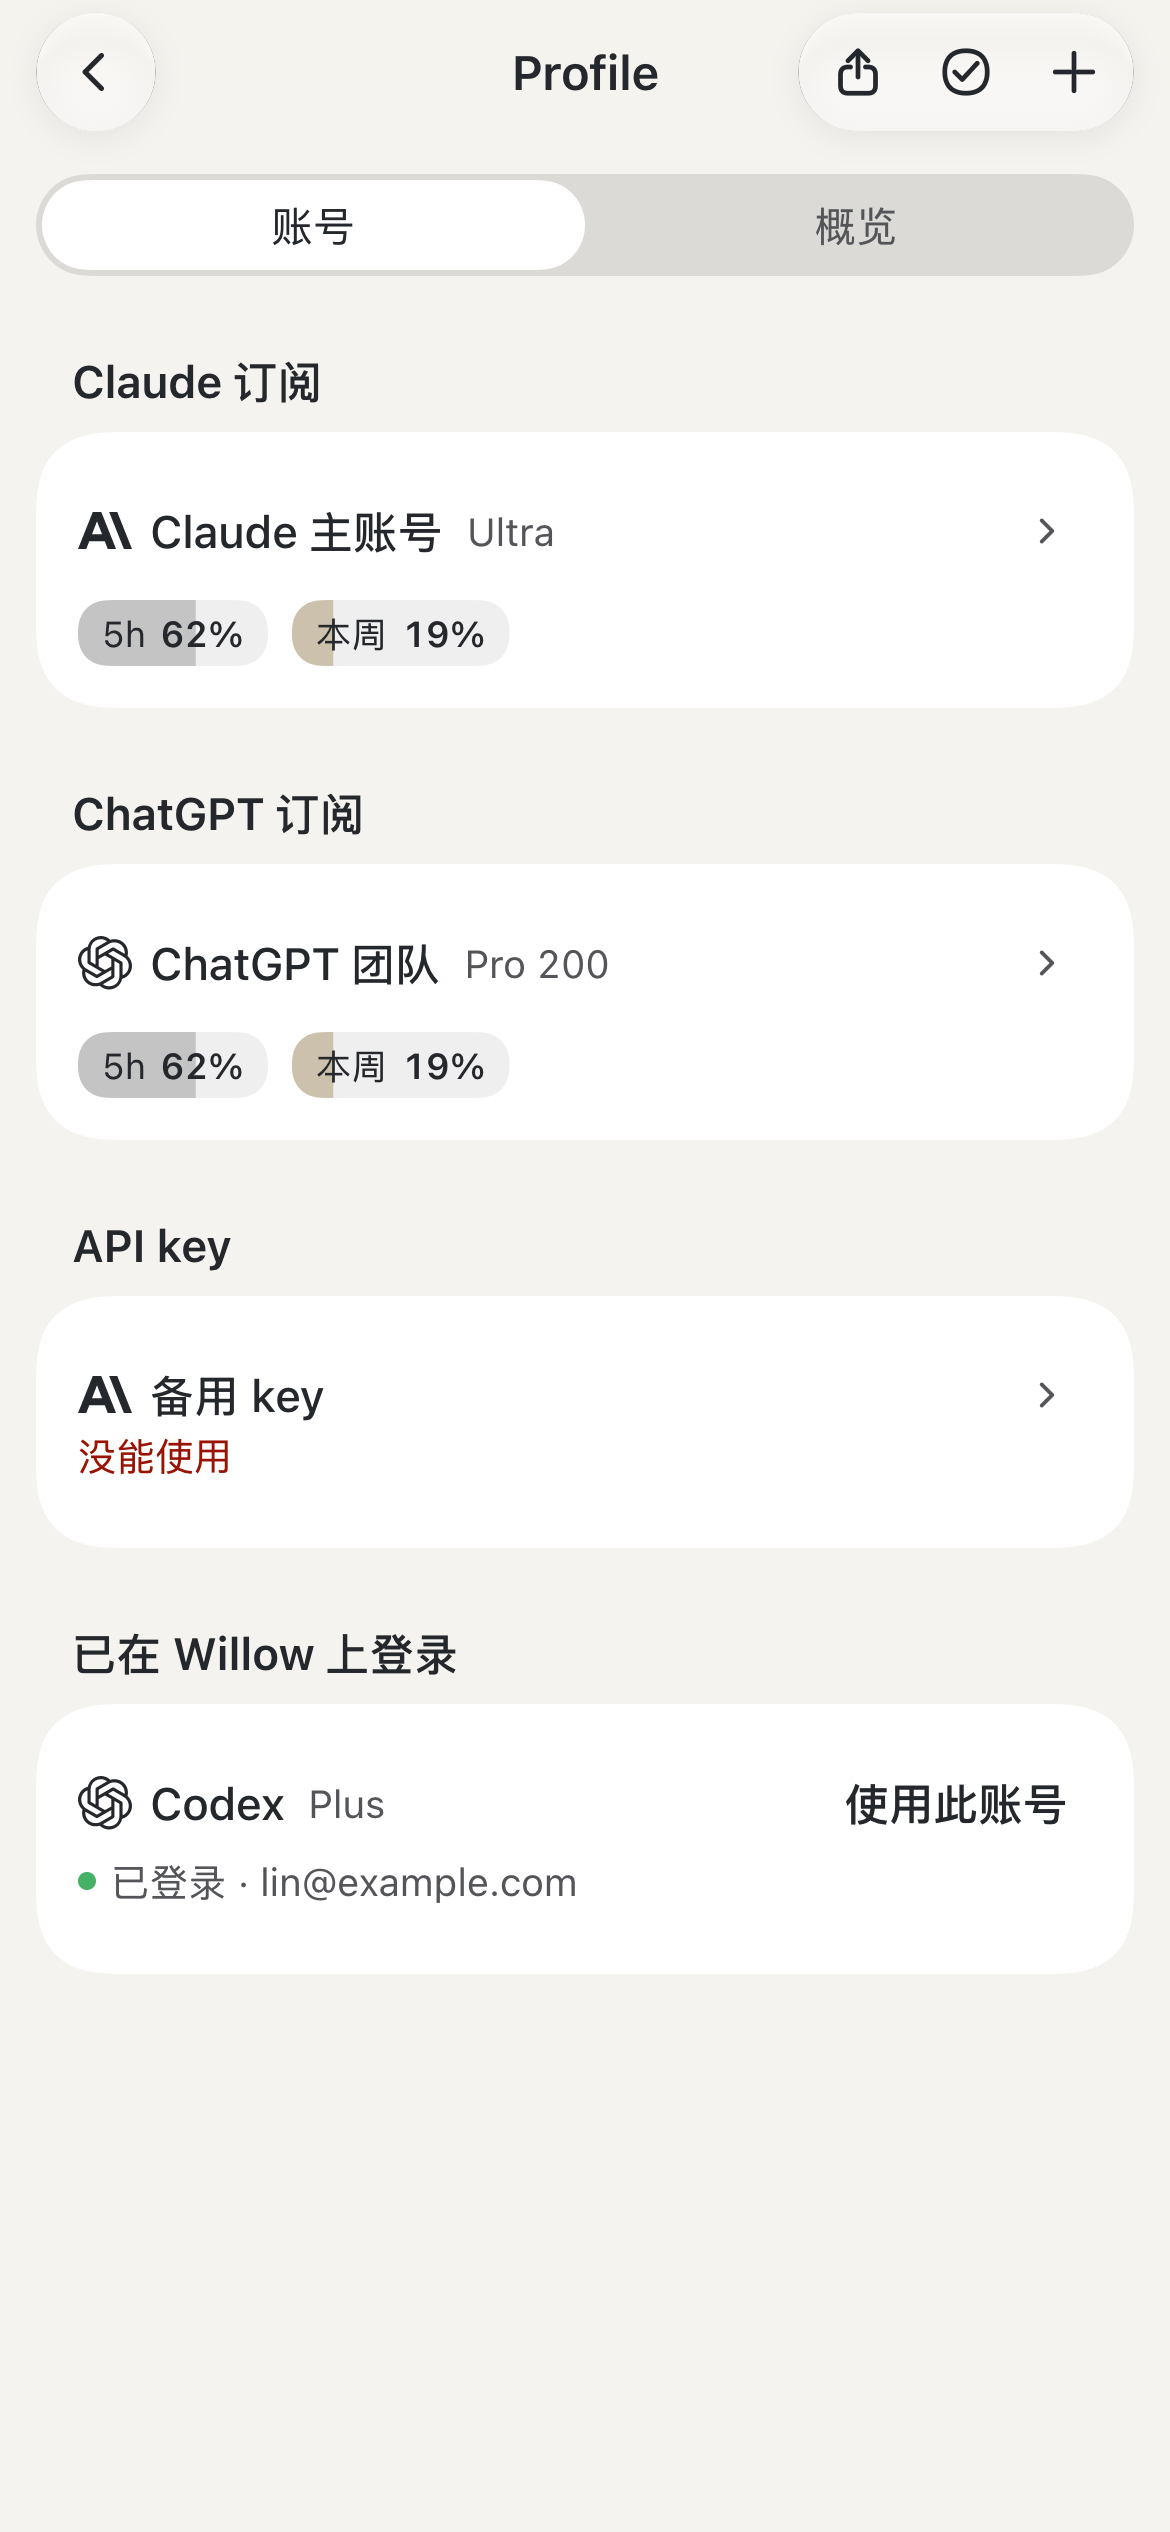 Profile
账号
概览
Claude 订阅
Claude 主账号 Ultra
5h 62% 本周 19%
ChatGPT 订阅
ChatGPT 团队 Pro 200
5h 62% 本周 19%
API key
备用 key
没能使用
已在 Willow 上登录
Codex Plus 使用此账号
已登录 · lin@example.com